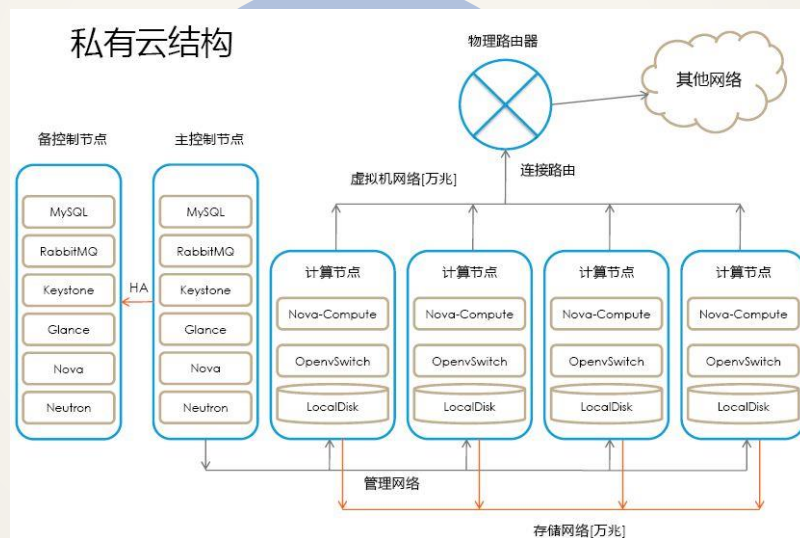 私有云结构
物理路由器
其他网络
备控制节点
主控制节点
连接路由
虚拟机网络[万兆]
MySQL
RabbitMQ
Keystone
Glance
Nova
Neutron
HA
MySQL
RabbitMQ
Keystone
Glance
Nova
Neutron
计算节点
Nova-Compute
OpenvSwitch
LocalDisk
计算节点
Nova-Compute
OpenvSwitch
LocalDisk
计算节点
Nova-Compute
OpenvSwitch
LocalDisk
计算节点
Nova-Compute
OpenvSwitch
LocalDisk
管理网络
存储网络[万兆]